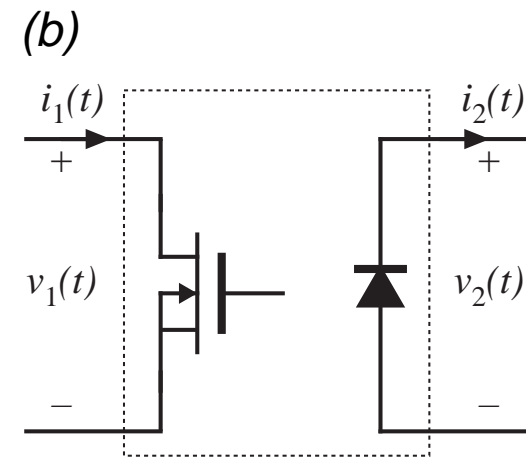 (b)
i₁(t) i₂(t)
+ +
v₁(t) v₂(t)
– –